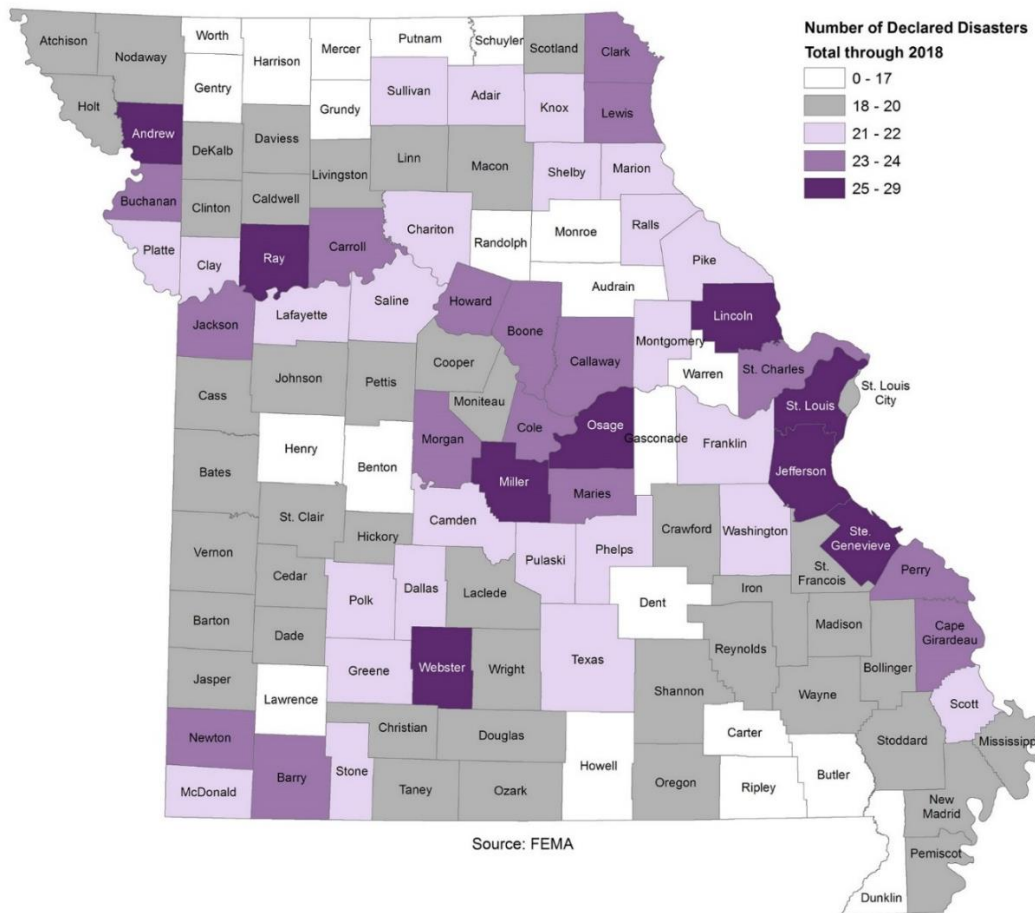 Number of Declared Disasters
Total through 2018
0 - 17
18 - 20
21 - 22
23 - 24
25 - 29
Atchison
Nodaway
Worth
Harrison
Mercer
Putnam
Schuyler
Scotland
Clark
Gentry
Sullivan
Adair
Knox
Lewis
Holt
Grundy
Andrew
DeKalb
Daviess
Linn
Macon
Shelby
Marion
Livingston
Buchanan
Clinton
Caldwell
Chariton
Randolph
Monroe
Ralls
Platte
Clay
Ray
Carroll
Pike
Audrain
Saline
Howard
Lafayette
Boone
Lincoln
Jackson
Callaway
Montgomery
Cooper
Warren
St. Charles
Johnson
Pettis
Moniteau
St. Louis
City
Cass
St. Louis
Cole
Osage
Gasconade
Franklin
Morgan
Henry
Benton
Jefferson
Bates
Miller
Maries
St. Clair
Camden
Crawford
Washington
Ste.
Genevieve
Hickory
Pulaski
Phelps
Vernon
St.
Francois
Perry
Cedar
Polk
Dallas
Laclede
Dent
Iron
Barton
Dade
Madison
Cape
Girardeau
Reynolds
Bollinger
Jasper
Greene
Webster
Wright
Texas
Shannon
Wayne
Lawrence
Scott
Christian
Douglas
Carter
Stoddard
Mississippi
Newton
Barry
Stone
Howell
Butler
McDonald
Taney
Ozark
Oregon
Ripley
New
Madrid
Pemiscot
Dunklin
Source: FEMA